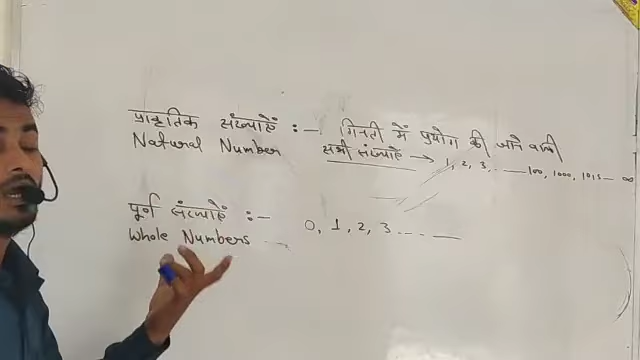 प्राकृतिक संख्याएँ :- गिनती में प्रयोग की जाने वाली
Natural Number सभी संख्याएँ → 1, 2, 3, ----- 100, 1000, 1015 -- ∞
पूर्ण संख्याएँ :-
Whole Numbers -- 0, 1, 2, 3 --- —